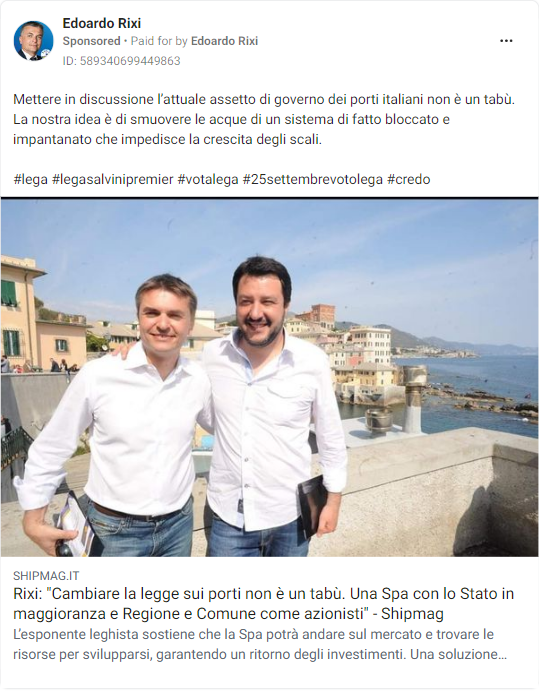 Edoardo Rixi
Sponsored • Paid for by Edoardo Rixi
ID: 589340699449863
Mettere in discussione l'attuale assetto di governo dei porti italiani non è un tabù.
La nostra idea è di smuovere le acque di un sistema di fatto bloccato e
impantanato che impedisce la crescita degli scali.
#lega #legasalvinipremier #votalega #25settembrevotolega #credo
SHIPMAG.IT
Rixi: "Cambiare la legge sui porti non è un tabù. Una Spa con lo Stato in
maggioranza e Regione e Comune come azionisti" - Shipmag
L'esponente leghista sostiene che la Spa potrà andare sul mercato e trovare le
risorse per svilupparsi, garantendo un ritorno degli investimenti. Una soluzione…